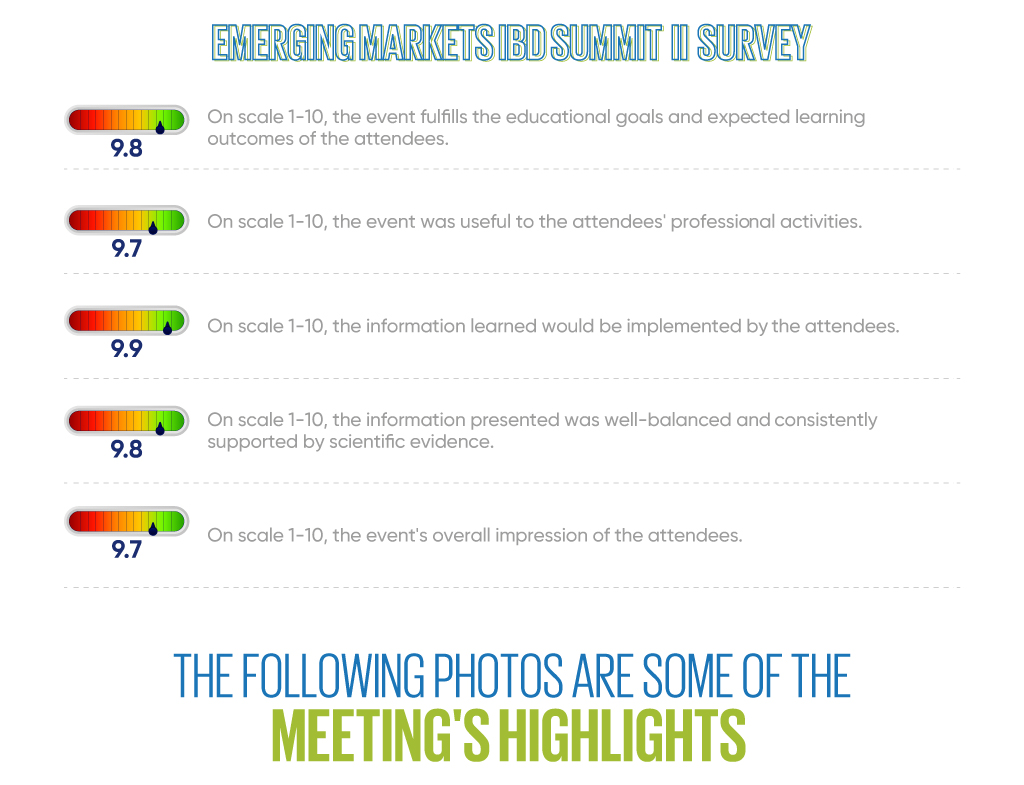 EMERGING MARKETS IBD SUMMIT II SURVEY
On scale 1-10, the event fulfills the educational goals and expected learning
outcomes of the attendees.
9.8
On scale 1-10, the event was useful to the attendees' professional activities.
9.7
On scale 1-10, the information learned would be implemented by the attendees.
9.9
On scale 1-10, the information presented was well-balanced and consistently
supported by scientific evidence.
9.8
On scale 1-10, the event's overall impression of the attendees.
9.7
THE FOLLOWING PHOTOS ARE SOME OF THE
MEETING'S HIGHLIGHTS